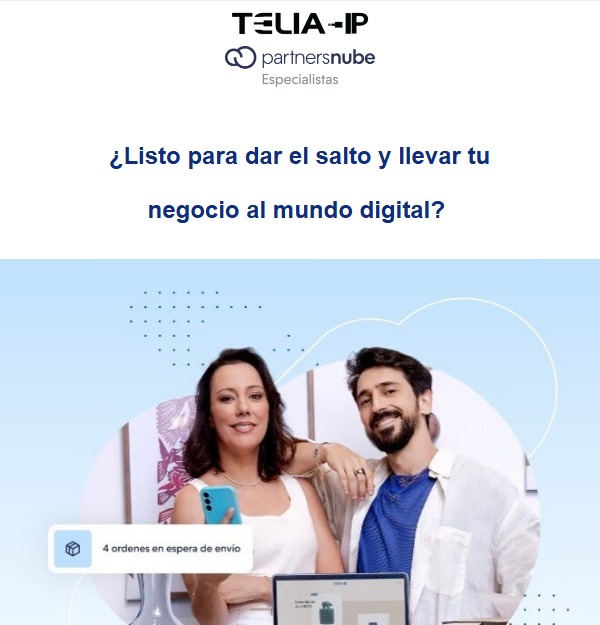 TELIA-IP
partnersnube
Especialistas
¿Listo para dar el salto y llevar tu
negocio al mundo digital?
4 ordenes en espera de envío